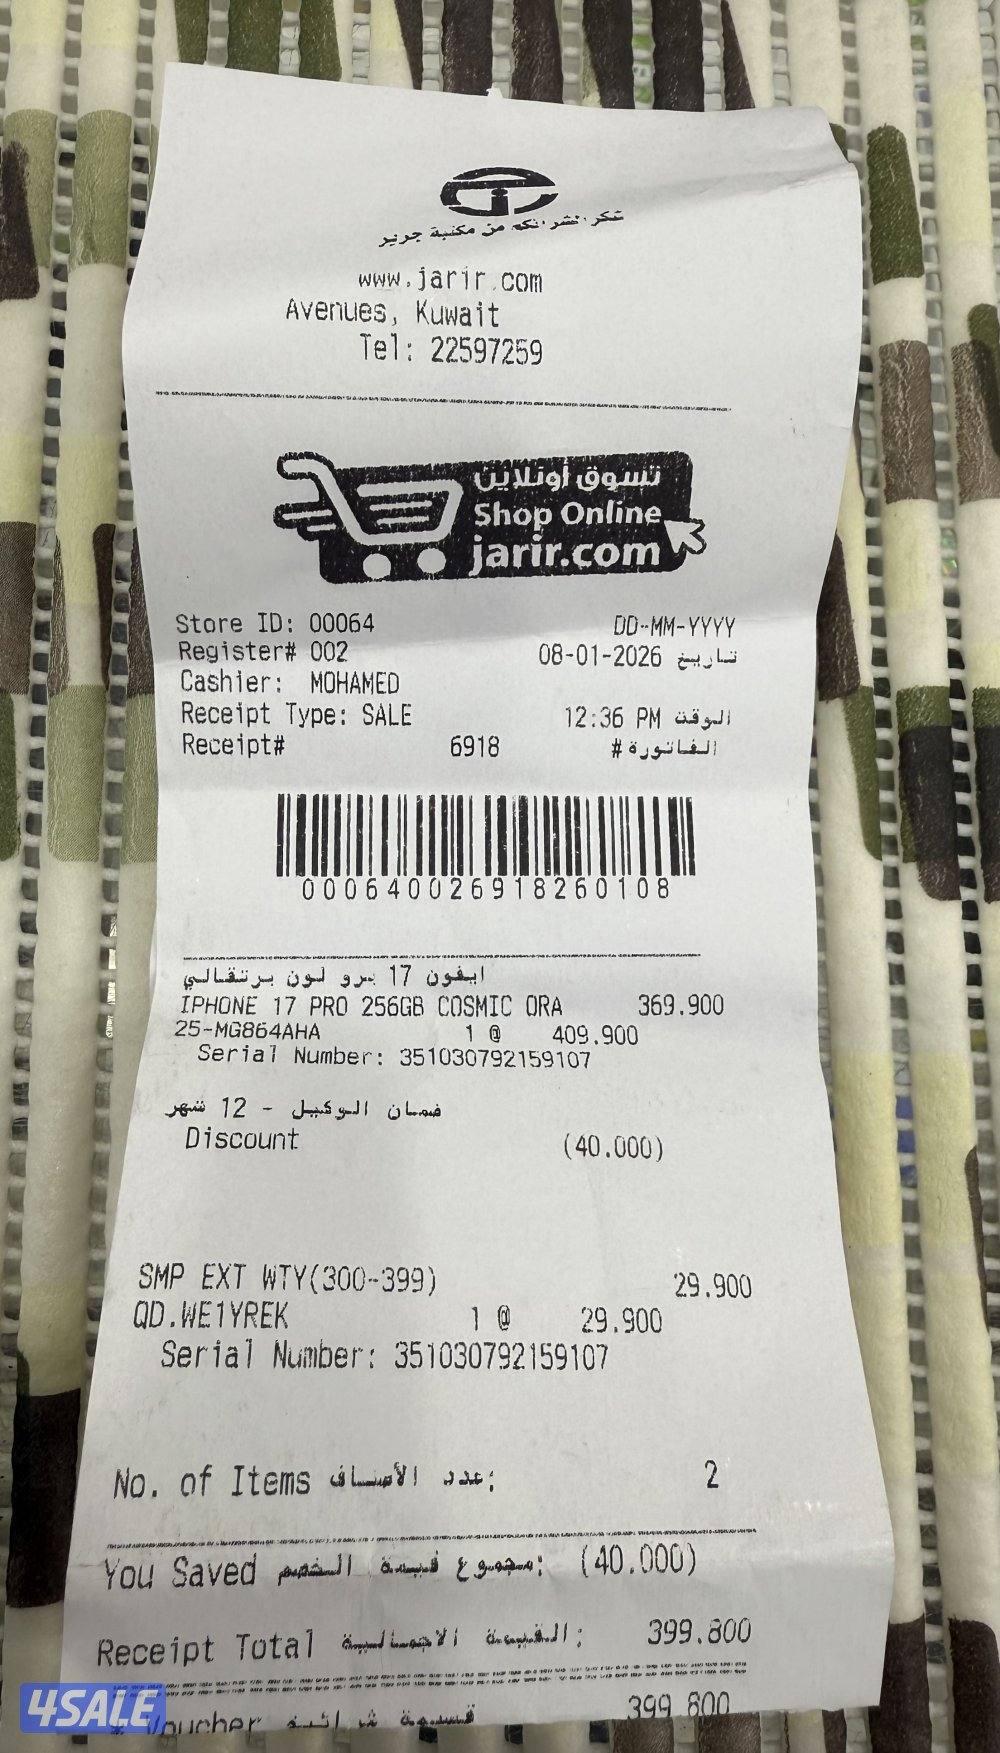 شكر الشرائكم من مكتبة جرير
www.jarir.com
Avenues, Kuwait
Tel: 22597259
تسوق أونلاين
Shop Online
jarir.com
Store ID: 00064 DD-MM-YYYY
Register# 002 08-01-2026 تاريخ
Cashier: MOHAMED
Receipt Type: SALE 12:36 PM الوقت
Receipt# 6918 الفاتورة #
000640026918260108
ايفون 17 برو لون برتقالي
IPHONE 17 PRO 256GB COSMIC ORA 369.900
25-MG864AHA 1 @ 409.900
Serial Number: 351030792159107
ضمان الوكيل - 12 شهر
Discount (40.000)
SMP EXT WTY(300-399) 29.900
QD.WE1YREK 1 @ 29.900
Serial Number: 351030792159107
No. of Items عدد الأصناف: 2
You Saved مجموع قيمة الخصم: (40.000)
Receipt Total القيمة الاجمالية: 399.800
Voucher قسيمة شرائية 399.800
4SALE